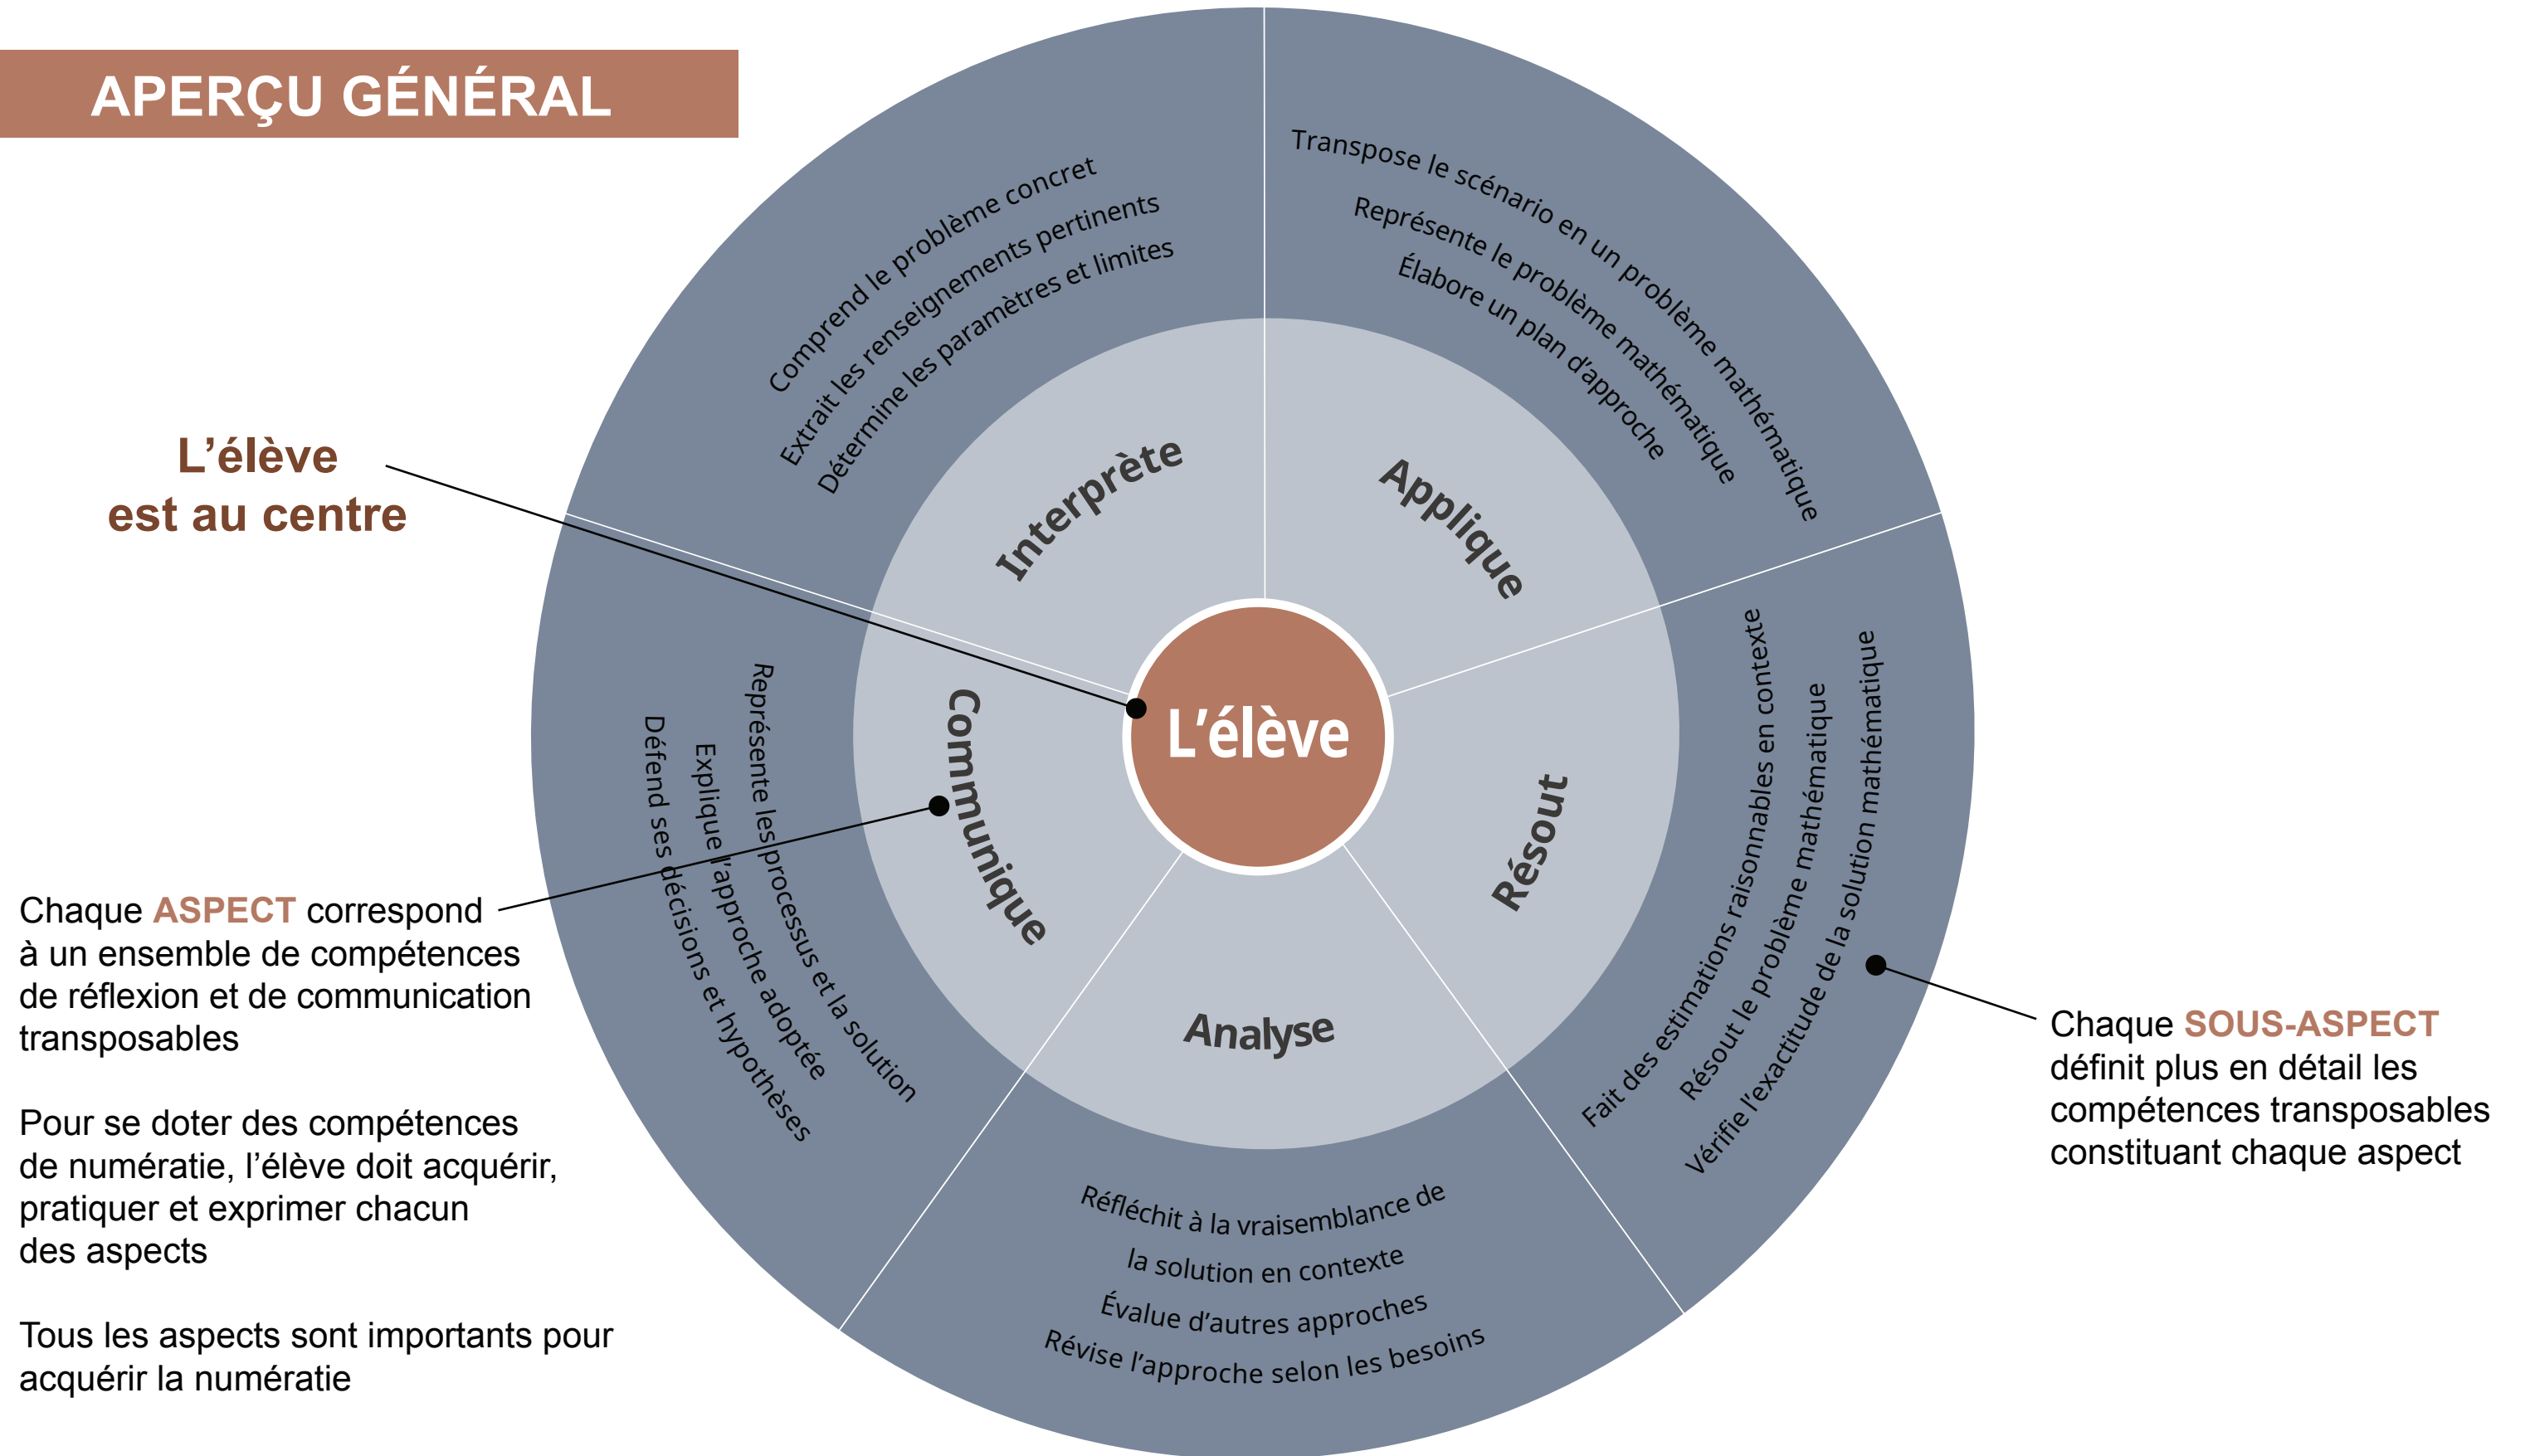 APERÇU GÉNÉRAL
L’élève
est au centre
Chaque ASPECT correspond
à un ensemble de compétences
de réflexion et de communication
transposables
Pour se doter des compétences
de numératie, l’élève doit acquérir,
pratiquer et exprimer chacun
des aspects
Tous les aspects sont importants pour
acquérir la numératie
L’élève
Interprète
Comprend le problème concret
Extrait les renseignements pertinents
Détermine les paramètres et limites
Applique
Transpose le scénario en un problème mathématique
Représente le problème mathématique
Élabore un plan d’approche
Résout
Fait des estimations raisonnables en contexte
Résout le problème mathématique
Vérifie l’exactitude de la solution mathématique
Analyse
Réfléchit à la vraisemblance de
la solution en contexte
Évalue d’autres approches
Révise l’approche selon les besoins
Communique
Représente les processus et la solution
Explique l’approche adoptée
Défend ses décisions et hypothèses
Chaque SOUS-ASPECT
définit plus en détail les
compétences transposables
constituant chaque aspect